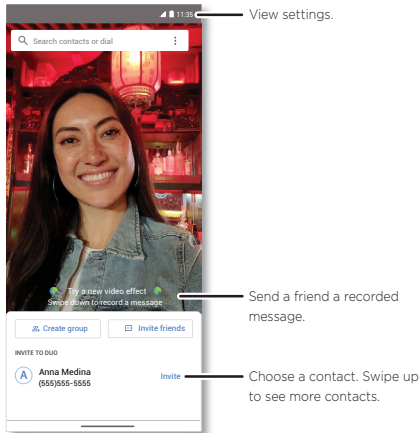 11:35
View settings.
Search contacts or dial
Try a new video effect
Swipe down to record a message
Send a friend a recorded
message.
Create group
Invite friends
INVITE TO DUO
A
Anna Medina
(555)555-5555
Invite
Choose a contact. Swipe up
to see more contacts.